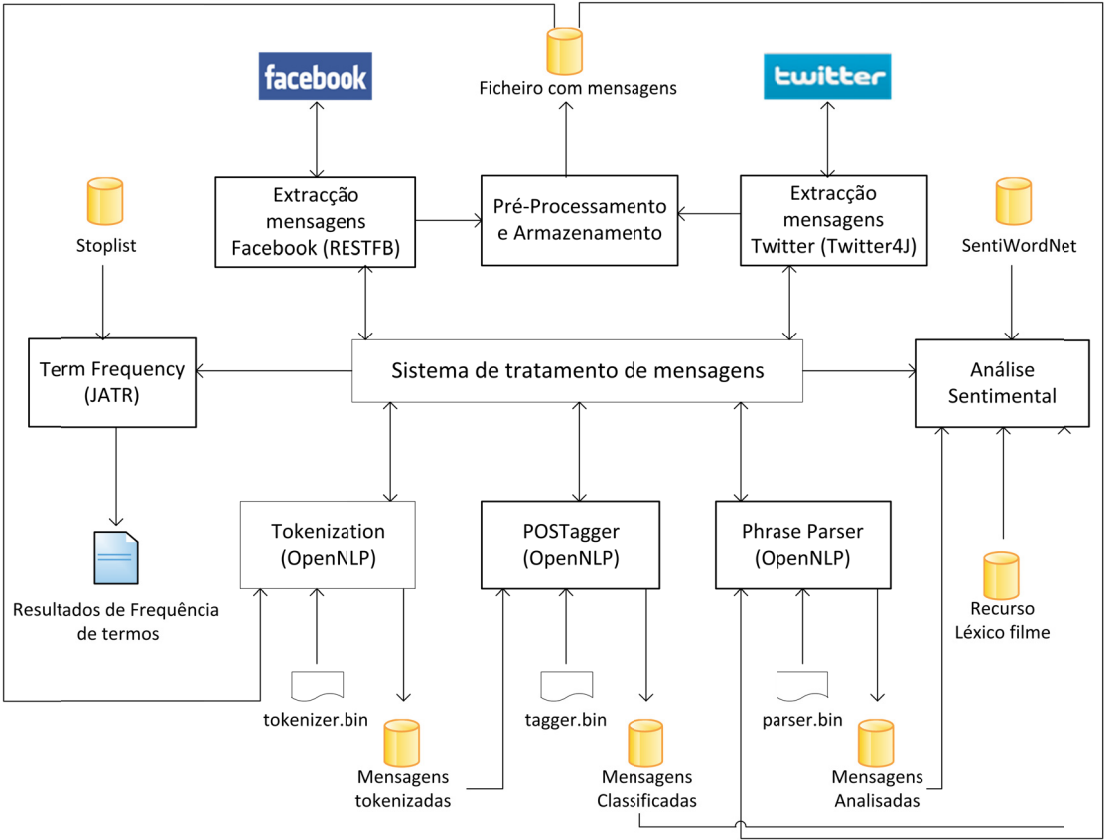 facebook
Ficheiro com mensagens
twitter
Extracção
mensagens
Facebook (RESTFB)
Pré-Processamento
e Armazenamento
Extracção
mensagens
Twitter (Twitter4J)
Stoplist
SentiWordNet
Term Frequency
(JATR)
Sistema de tratamento de mensagens
Análise
Sentimental
Tokenization
(OpenNLP)
POSTagger
(OpenNLP)
Phrase Parser
(OpenNLP)
Resultados de Frequência
de termos
Recurso
Léxico filme
tokenizer.bin
tagger.bin
parser.bin
Mensagens
tokenizadas
Mensagens
Classificadas
Mensagens
Analisadas